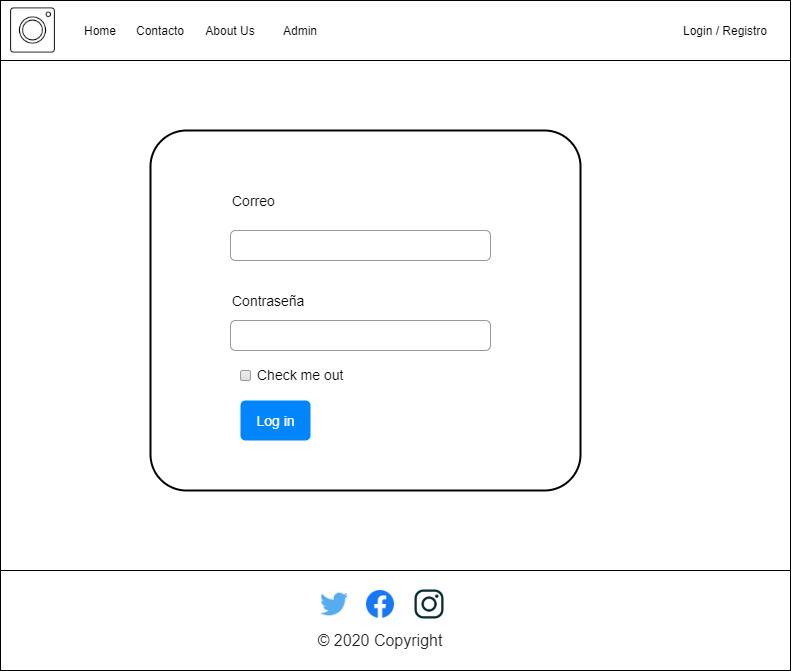 Home Contacto About Us Admin Login / Registro
Correo
Contraseña
Check me out
Log in
© 2020 Copyright